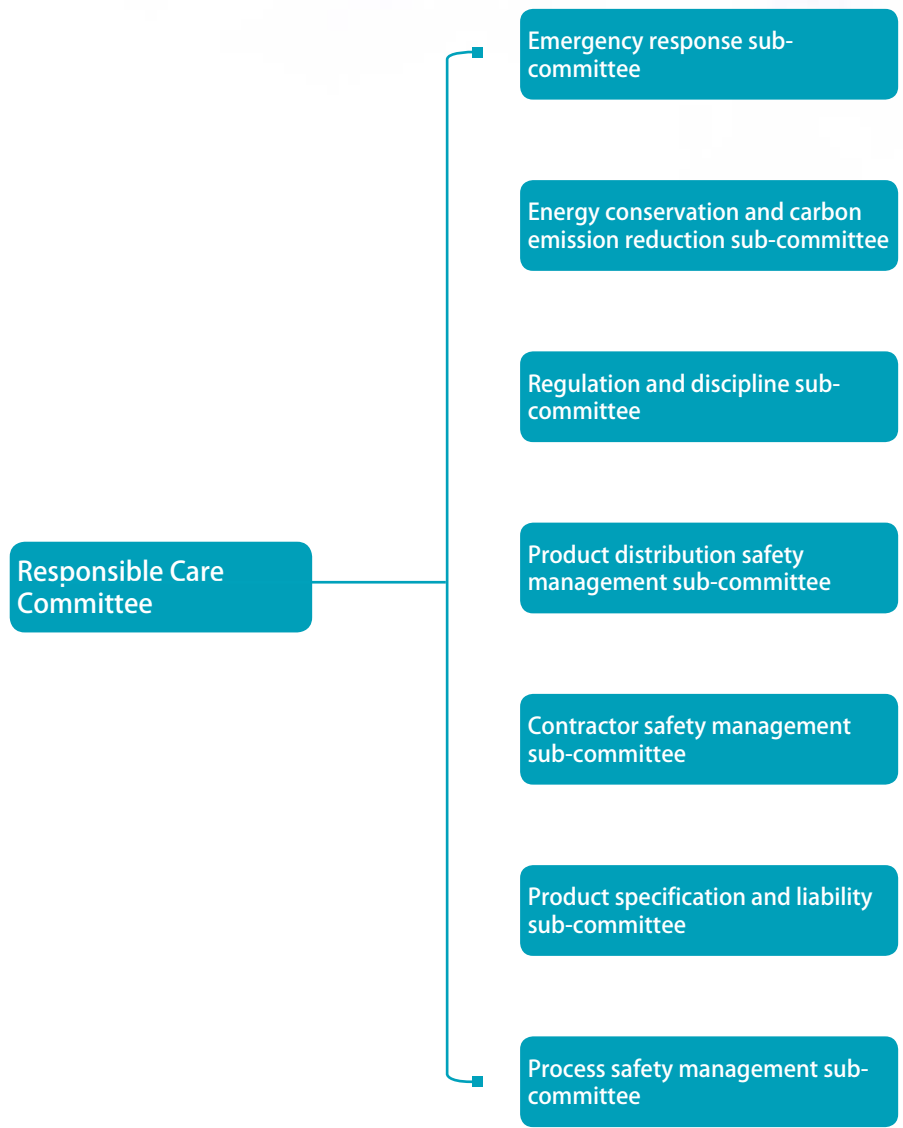 Emergency response sub-
committee
Energy conservation and carbon
emission reduction sub-committee
Regulation and discipline sub-
committee
Product distribution safety
management sub-committee
Responsible Care
Committee
Contractor safety management
sub-committee
Product specification and liability
sub-committee
Process safety management sub-
committee